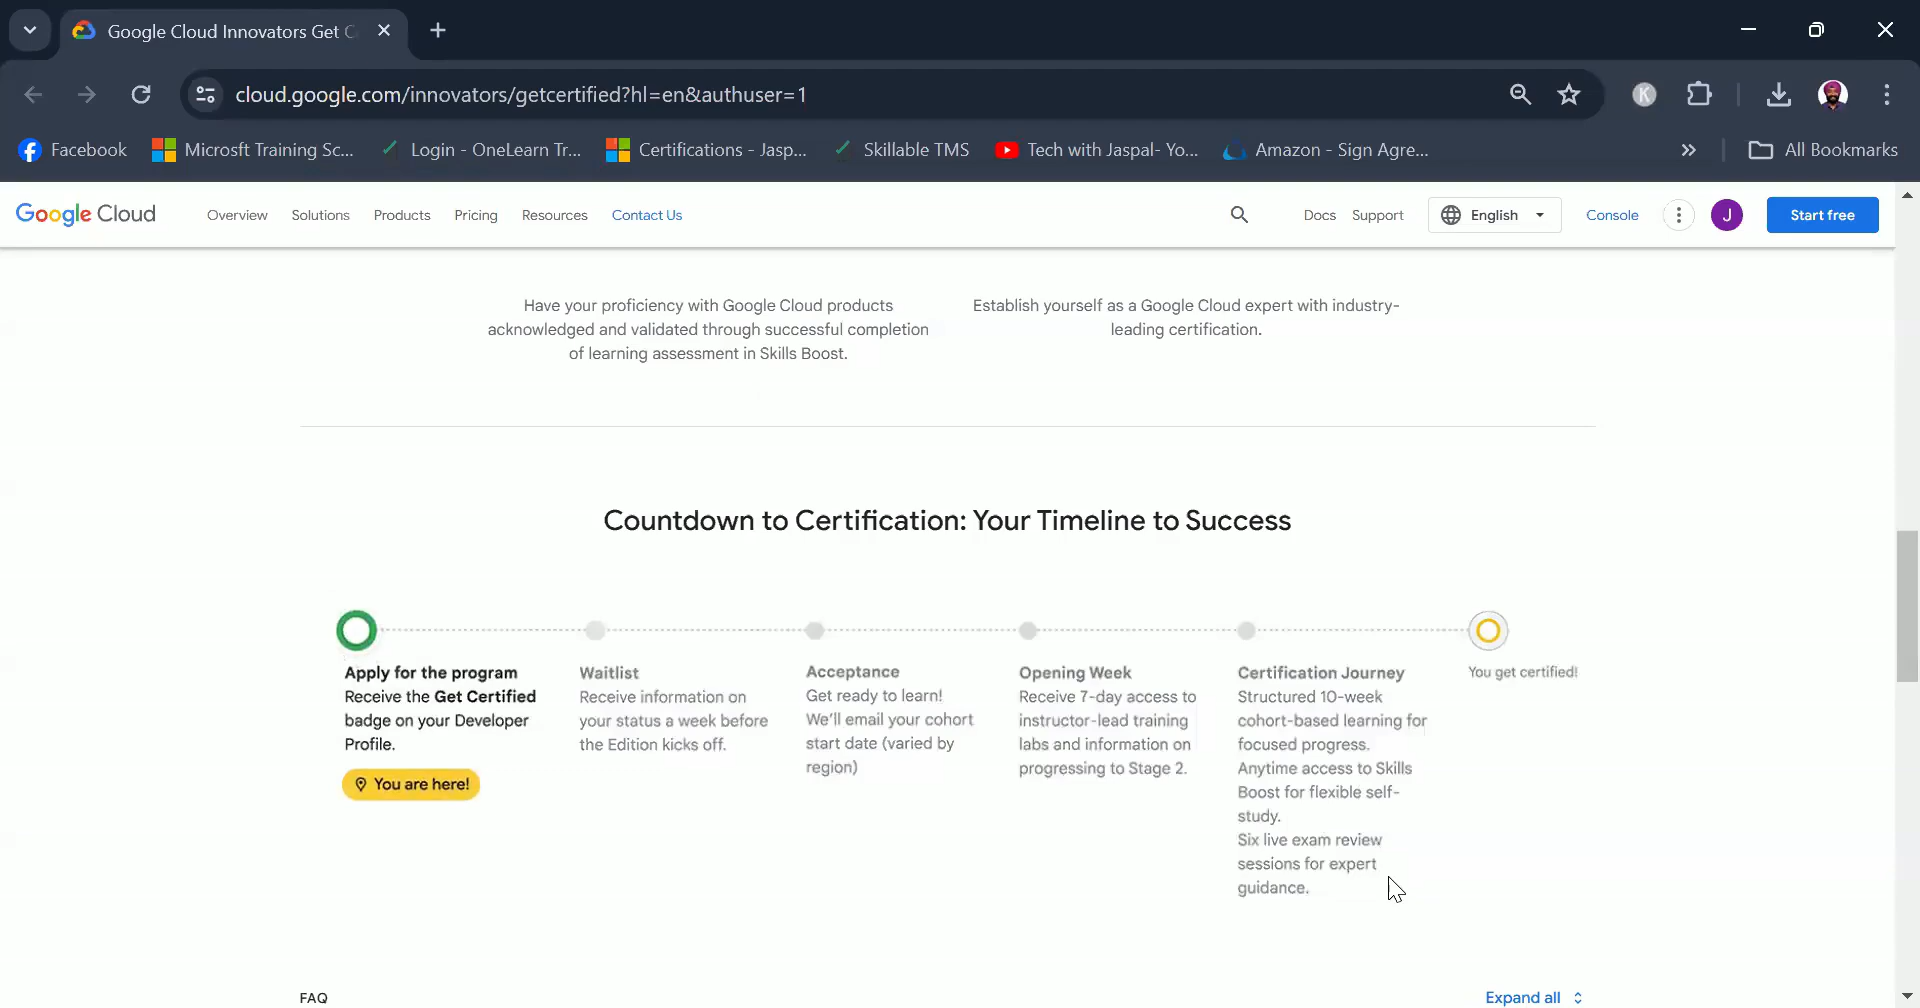 Google Cloud Innovators Get C
cloud.google.com/innovators/getcertified?hl=en&authuser=1
K
Facebook
Microsft Training Sc...
Login - OneLearn Tr...
Certifications - Jasp...
Skillable TMS
Tech with Jaspal- Yo...
Amazon - Sign Agre...
All Bookmarks
Google Cloud
Overview
Solutions
Products
Pricing
Resources
Contact Us
Docs
Support
English
Console
J
Start free
Have your proficiency with Google Cloud products
acknowledged and validated through successful completion
of learning assessment in Skills Boost.
Establish yourself as a Google Cloud expert with industry-
leading certification.
Countdown to Certification: Your Timeline to Success
Apply for the program
Receive the Get Certified
badge on your Developer
Profile.
You are here!
Waitlist
Receive information on
your status a week before
the Edition kicks off.
Acceptance
Get ready to learn!
We'll email your cohort
start date (varied by
region)
Opening Week
Receive 7-day access to
instructor-lead training
labs and information on
progressing to Stage 2.
Certification Journey
Structured 10-week
cohort-based learning for
focused progress.
Anytime access to Skills
Boost for flexible self-
study.
Six live exam review
sessions for expert
guidance.
You get certified!
FAQ
Expand all